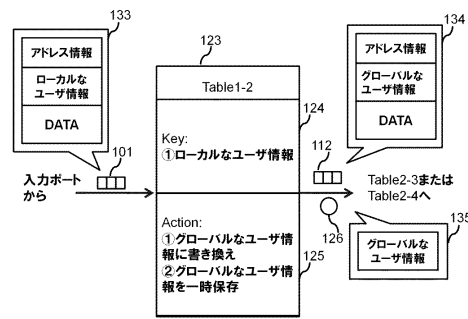 133
アドレス情報
ローカルな
ユーザ情報
DATA
101
入力ポート
から
123
Table1-2
124
Key:
①ローカルなユーザ情報
Action:
①グローバルなユーザ情
報に書き換え
②グローバルなユーザ情
報を一時保存
125
134
アドレス情報
グローバルな
ユーザ情報
DATA
112
Table2-3または
Table2-4へ
126
135
グローバルな
ユーザ情報